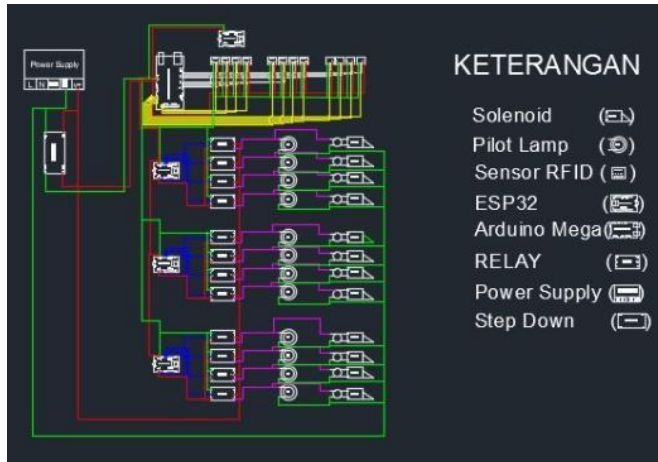 Power Supply
L N V+
KETERANGAN
Solenoid
Pilot Lamp
Sensor RFID
ESP32
Arduino Mega
RELAY
Power Supply
Step Down